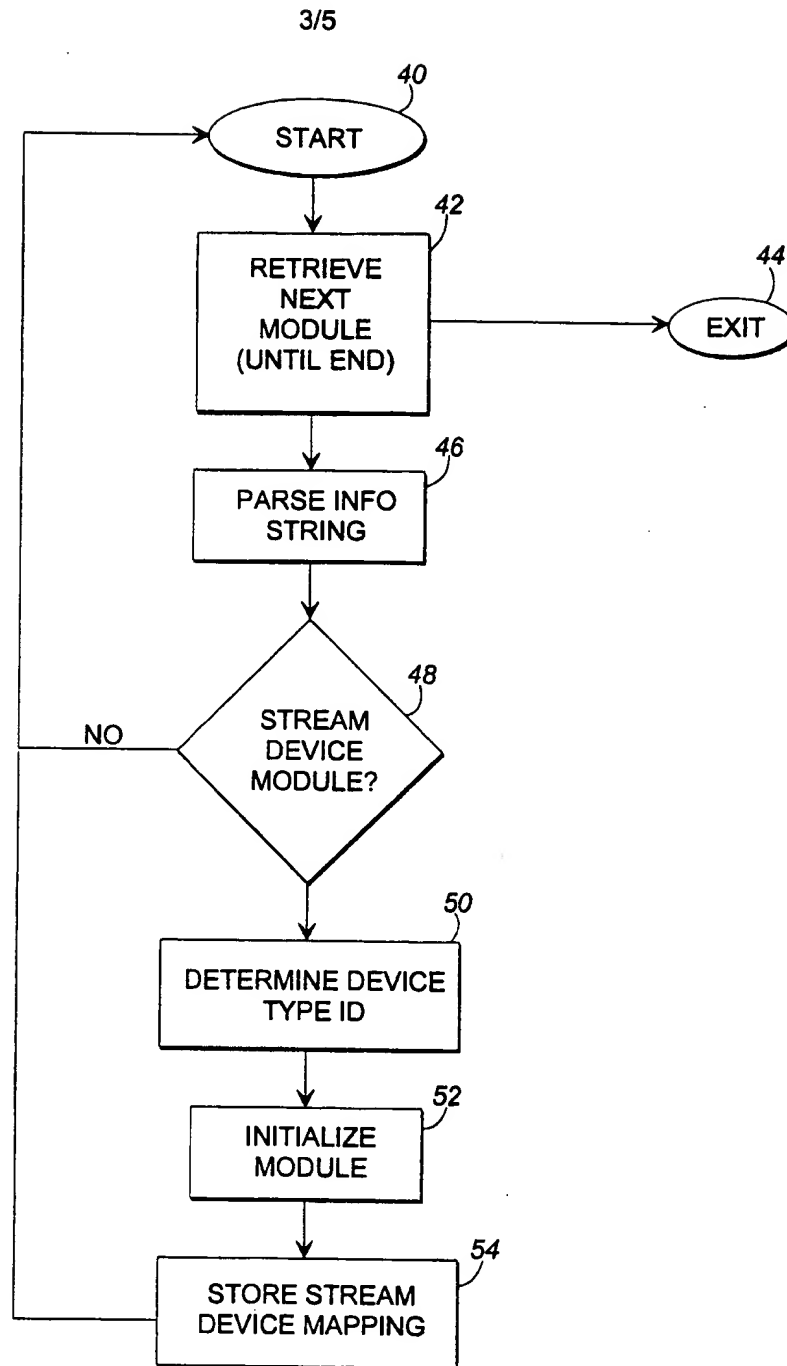 3/5
40
START
42
RETRIEVE
NEXT
MODULE
(UNTIL END)
44
EXIT
46
PARSE INFO
STRING
48
STREAM
DEVICE
MODULE?
NO
50
DETERMINE DEVICE
TYPE ID
52
INITIALIZE
MODULE
54
STORE STREAM
DEVICE MAPPING